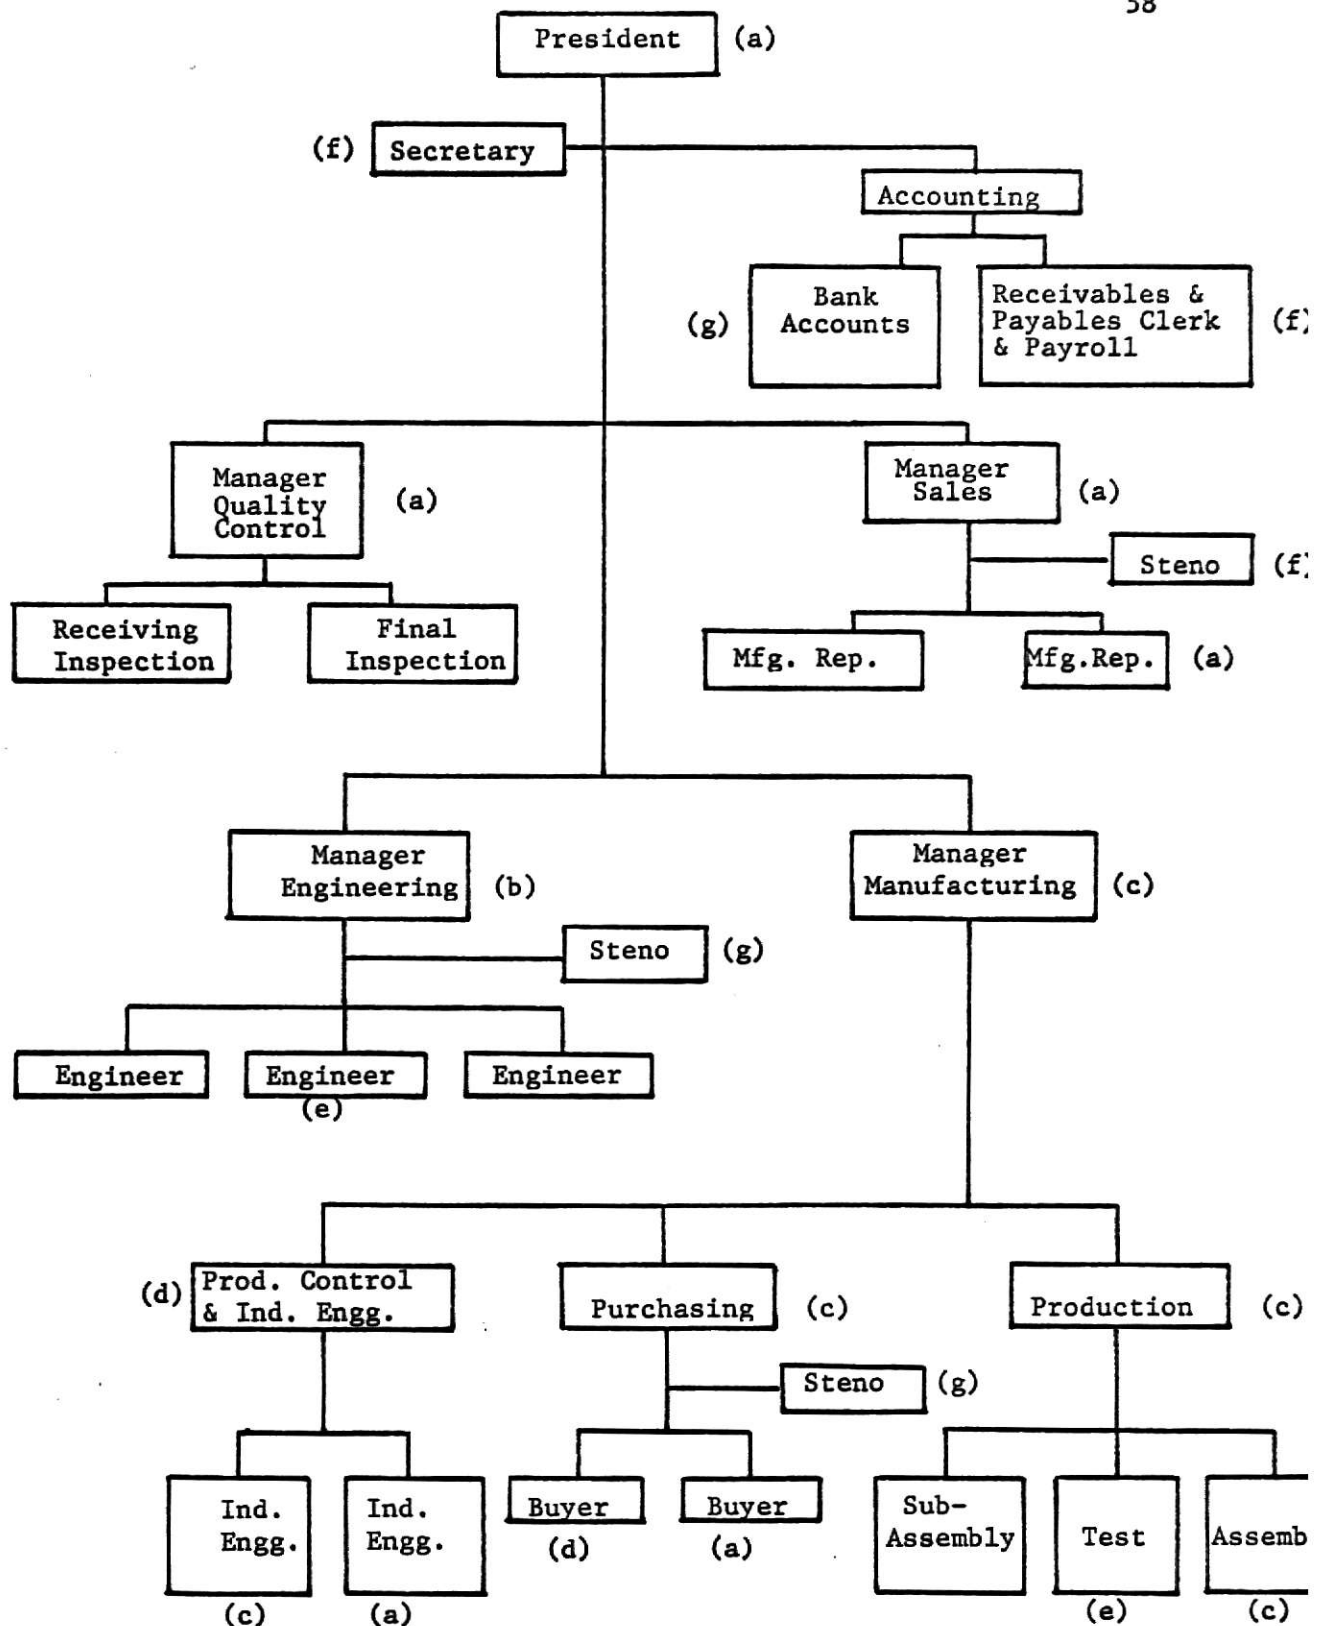 58
President (a)
(f) Secretary
Accounting
Bank
Accounts
(g)
Receivables &
Payables Clerk
& Payroll
(f)
Manager
Quality
Control
(a)
Manager
Sales
(a)
Steno (f)
Receiving
Inspection
Final
Inspection
Mfg. Rep.
Mfg.Rep. (a)
Manager
Engineering (b)
Manager
Manufacturing (c)
Steno (g)
Engineer
Engineer
(e)
Engineer
(d)
Prod. Control
& Ind. Engg.
Purchasing (c)
Production (c)
Steno (g)
Ind.
Engg.
(c)
Ind.
Engg.
(a)
Buyer
(d)
Buyer
(a)
Sub-
Assembly
Test
(e)
Assemb
(c)